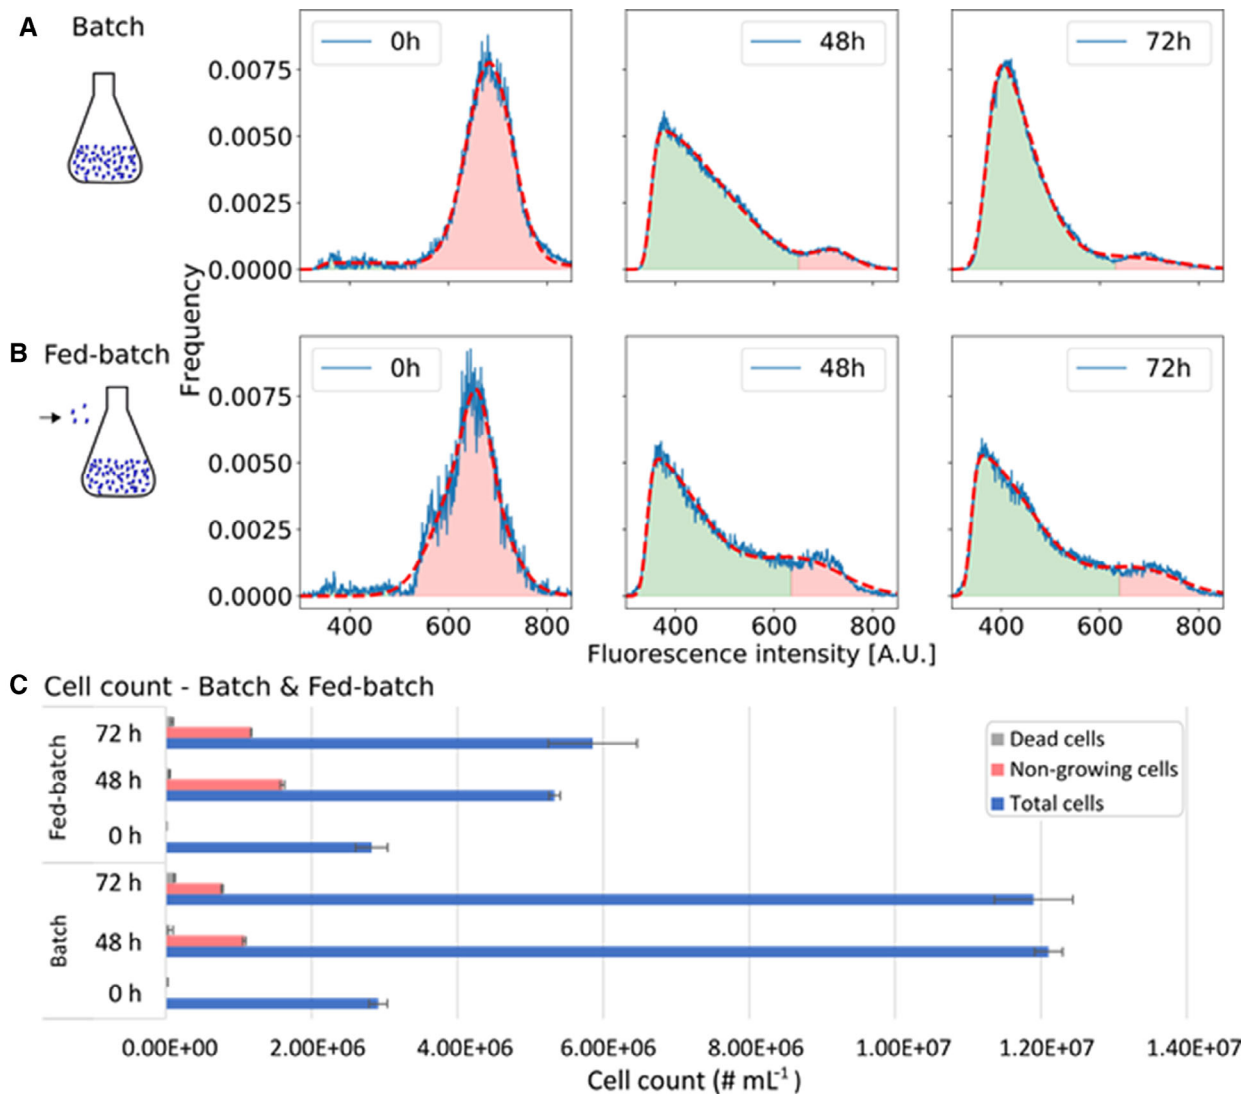 A Batch
0h
48h
72h
0.0075
0.0050
0.0025
0.0000
Frequency
B Fed-batch
0h
48h
72h
0.0075
0.0050
0.0025
0.0000
400 600 800 400 600 800 400 600 800
Fluorescence intensity [A.U.]
C Cell count - Batch & Fed-batch
Fed-batch
72 h
48 h
0 h
Batch
72 h
48 h
0 h
Dead cells
Non-growing cells
Total cells
0.00E+00 2.00E+06 4.00E+06 6.00E+06 8.00E+06 1.00E+07 1.20E+07 1.40E+07
Cell count (# mL⁻¹)